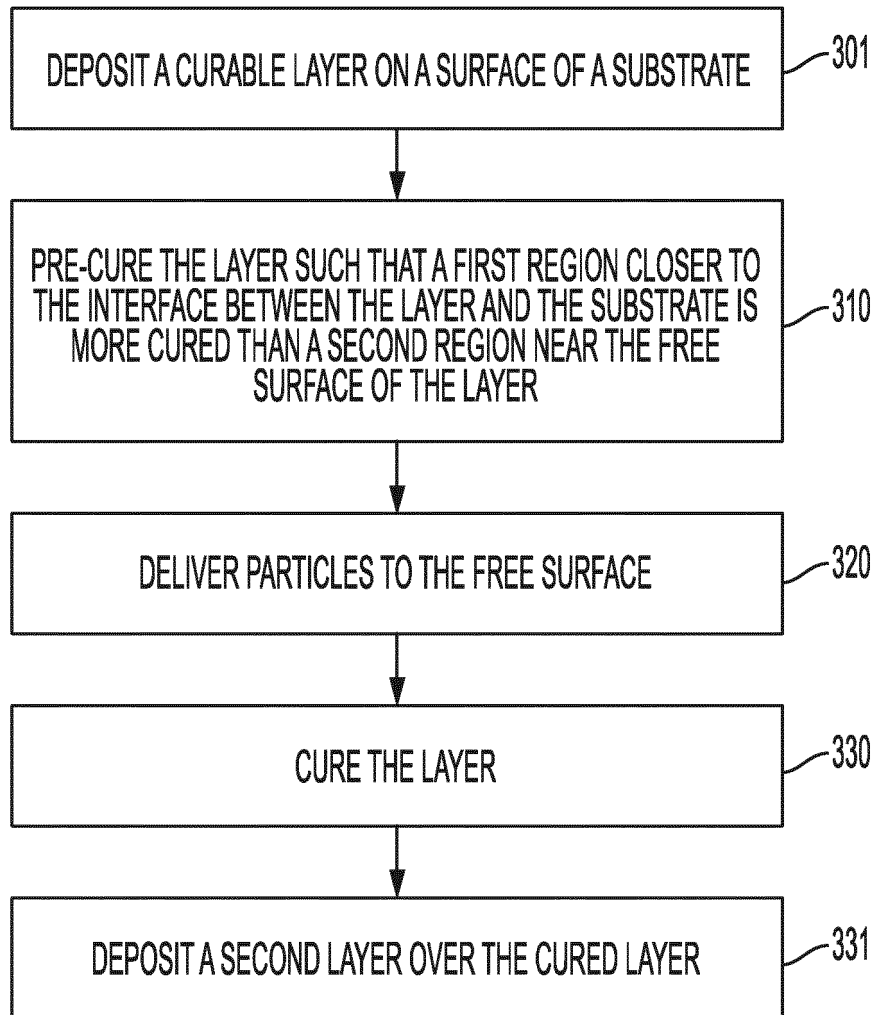 DEPOSIT A CURABLE LAYER ON A SURFACE OF A SUBSTRATE
301
PRE-CURE THE LAYER SUCH THAT A FIRST REGION CLOSER TO
THE INTERFACE BETWEEN THE LAYER AND THE SUBSTRATE IS
MORE CURED THAN A SECOND REGION NEAR THE FREE
SURFACE OF THE LAYER
310
DELIVER PARTICLES TO THE FREE SURFACE
320
CURE THE LAYER
330
DEPOSIT A SECOND LAYER OVER THE CURED LAYER
331